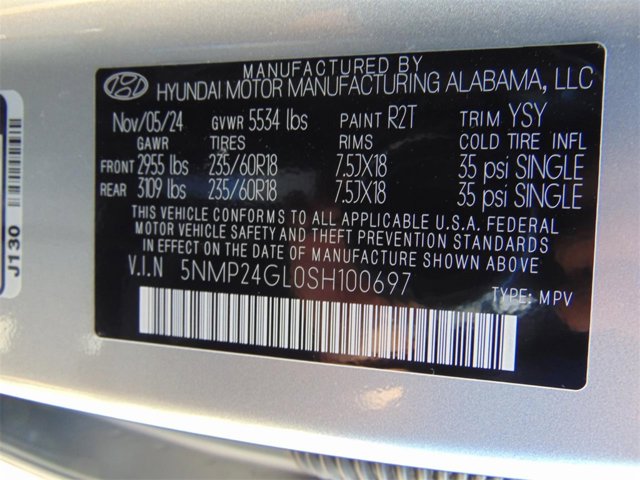 MANUFACTURED BY
HYUNDAI MOTOR MANUFACTURING ALABAMA, LLC
Nov/05/24 GVWR 5534 lbs PAINT R2T TRIM YSY
GAWR TIRES RIMS COLD TIRE INFL
FRONT 2955 lbs 235/60R18 7.5JX18 35 psi SINGLE
REAR 3109 lbs 235/60R18 7.5JX18 35 psi SINGLE
THIS VEHICLE CONFORMS TO ALL APPLICABLE U.S.A. FEDERAL
MOTOR VEHICLE SAFETY AND THEFT PREVENTION STANDARDS
IN EFFECT ON THE DATE OF MANUFACTURE SHOWN ABOVE.
V.I.N 5NMP24GL0SH100697
TYPE: MPV
J130